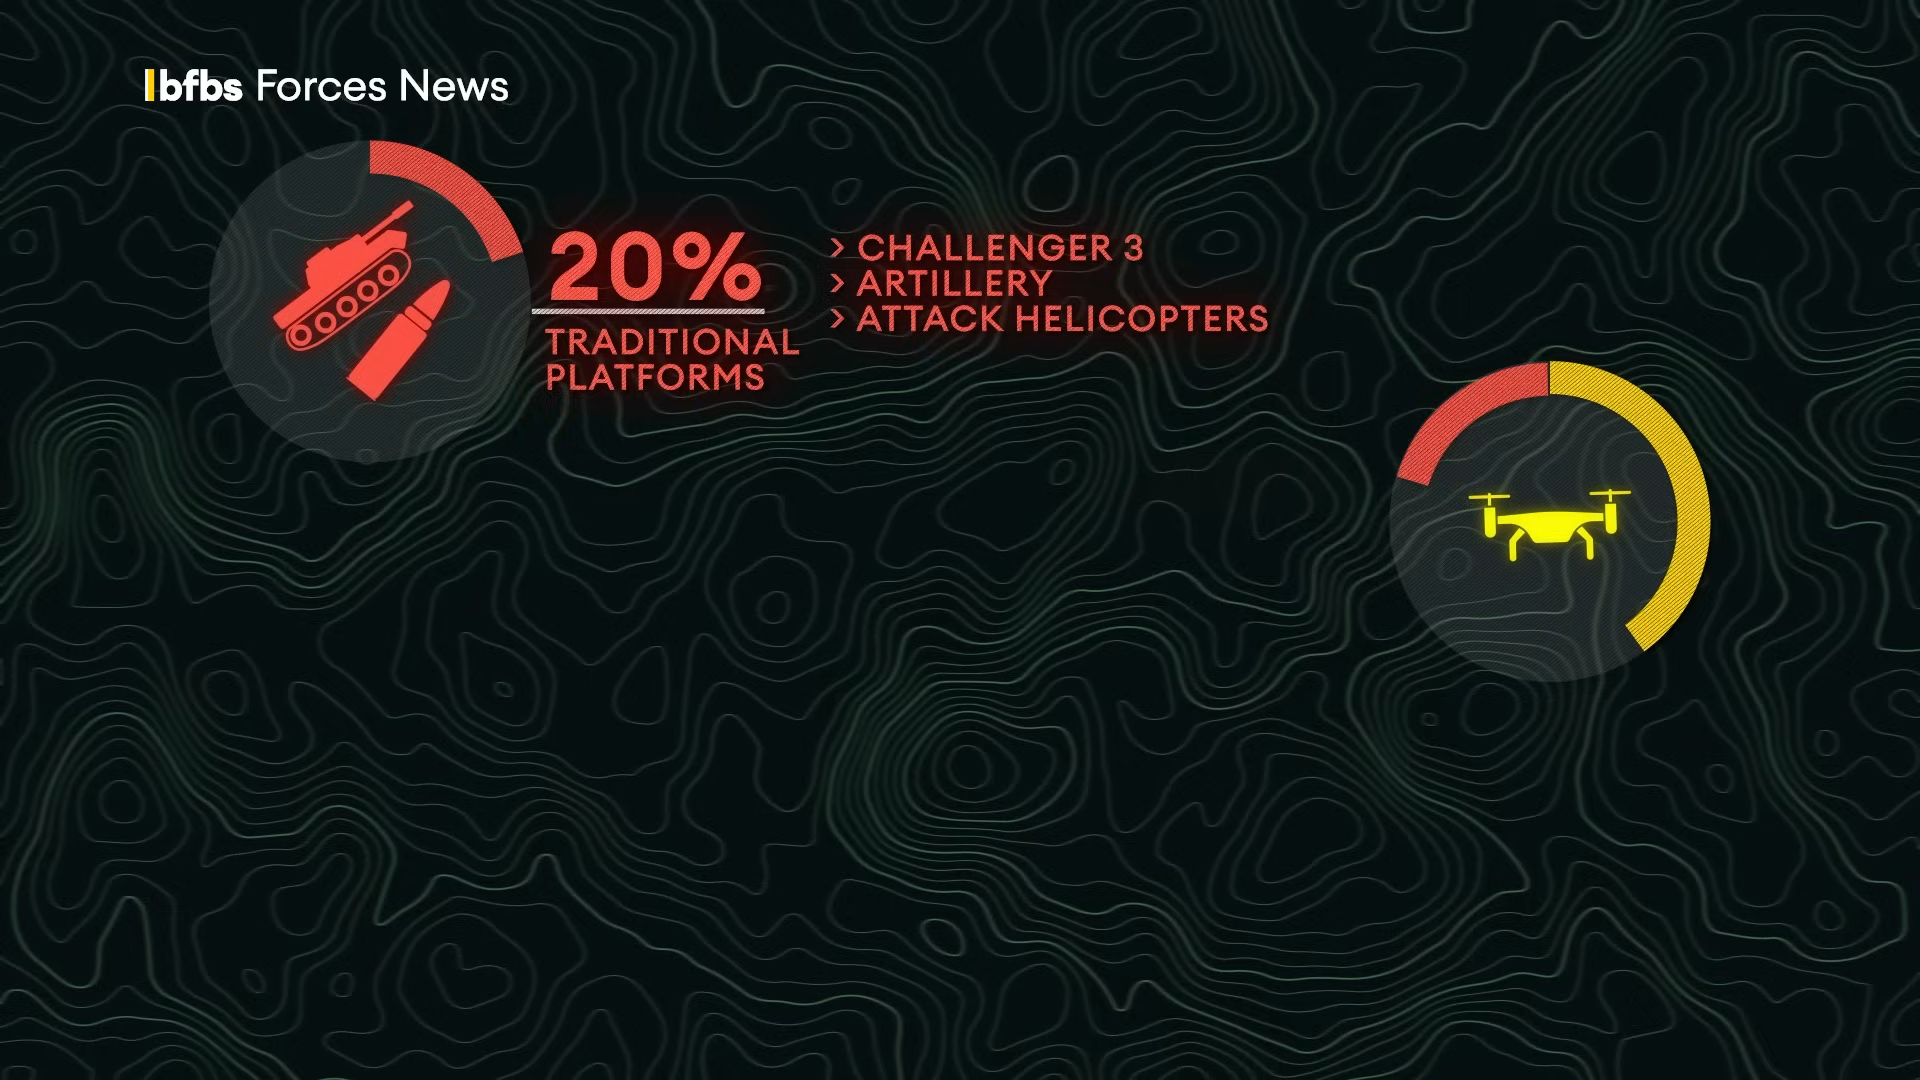 bfbs Forces News
20%
TRADITIONAL
PLATFORMS
> CHALLENGER 3
> ARTILLERY
> ATTACK HELICOPTERS